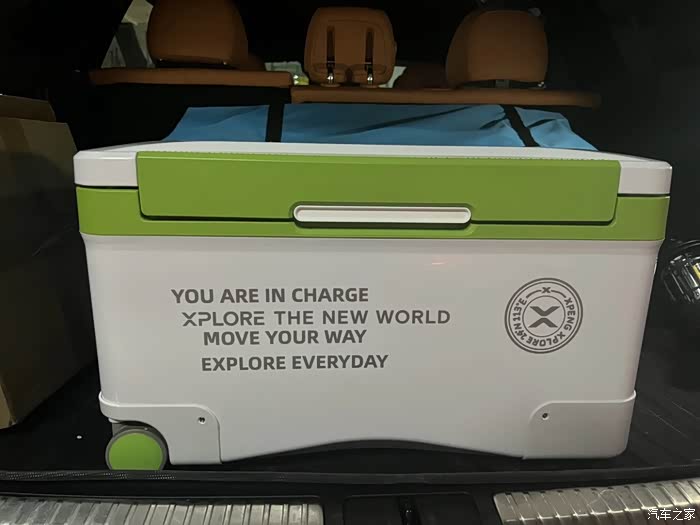 YOU ARE IN CHARGE
XPLORE THE NEW WORLD
MOVE YOUR WAY
EXPLORE EVERYDAY
XPENG XPLORE
汽车之家